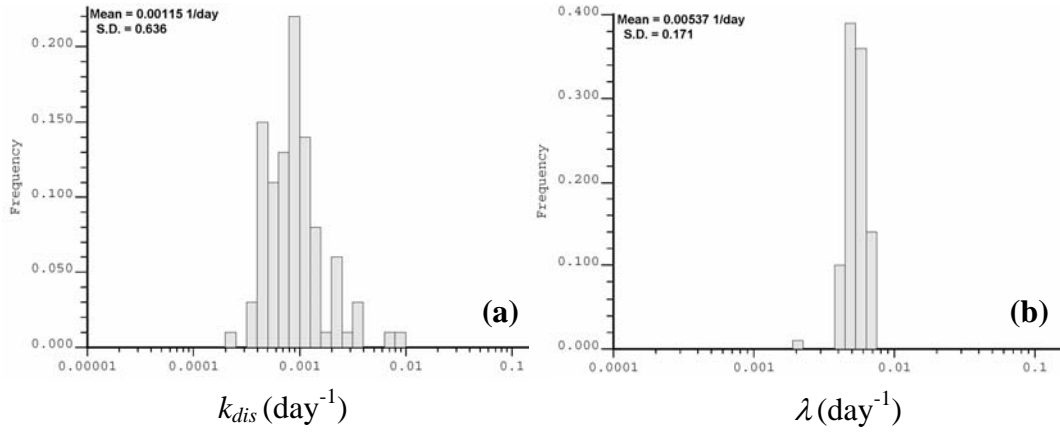 Mean = 0.00115 1/day
S.D. = 0.636
0.200
0.150
0.100
0.050
0.000
Frequency
0.00001
0.0001
0.001
0.01
0.1
(a)
k_dis (day⁻¹)
Mean = 0.00537 1/day
S.D. = 0.171
0.400
0.300
0.200
0.100
0.000
Frequency
0.0001
0.001
0.01
0.1
(b)
λ (day⁻¹)